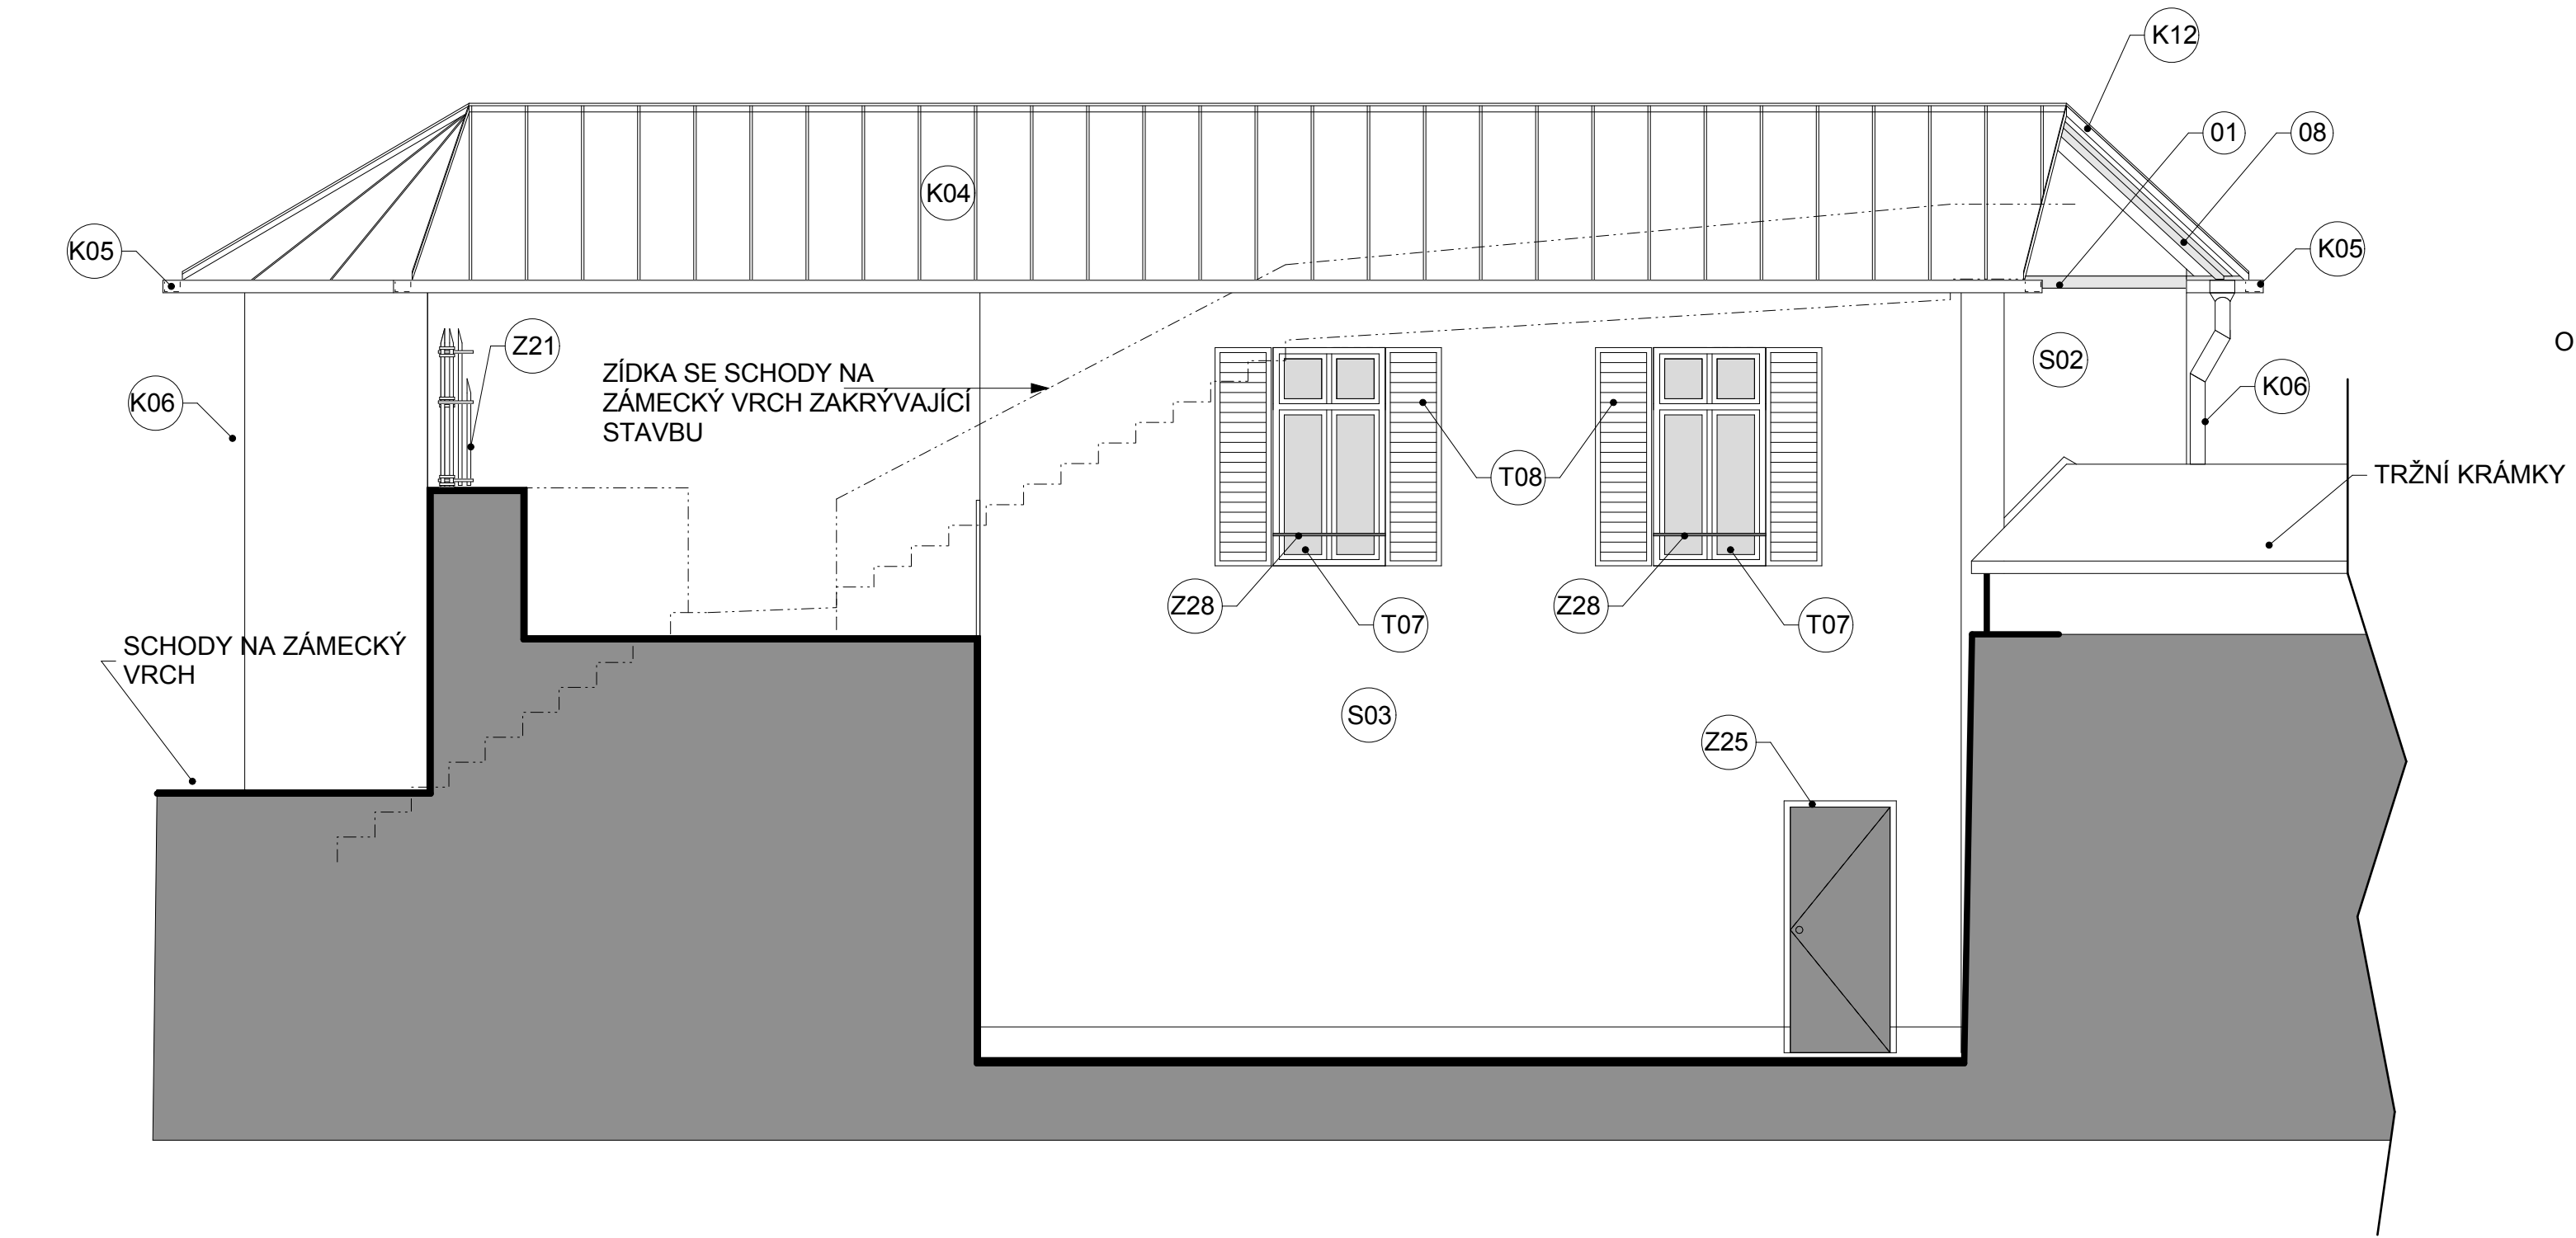 K12
01
08
K04
K05
K05
Z21
S02
O
ZÍDKA SE SCHODY NA
ZÁMECKÝ VRCH ZAKRÝVAJÍCÍ
STAVBU
K06
K06
T08
TRŽNÍ KRÁMKY
Z28
T07
Z28
T07
SCHODY NA ZÁMECKÝ
VRCH
S03
Z25